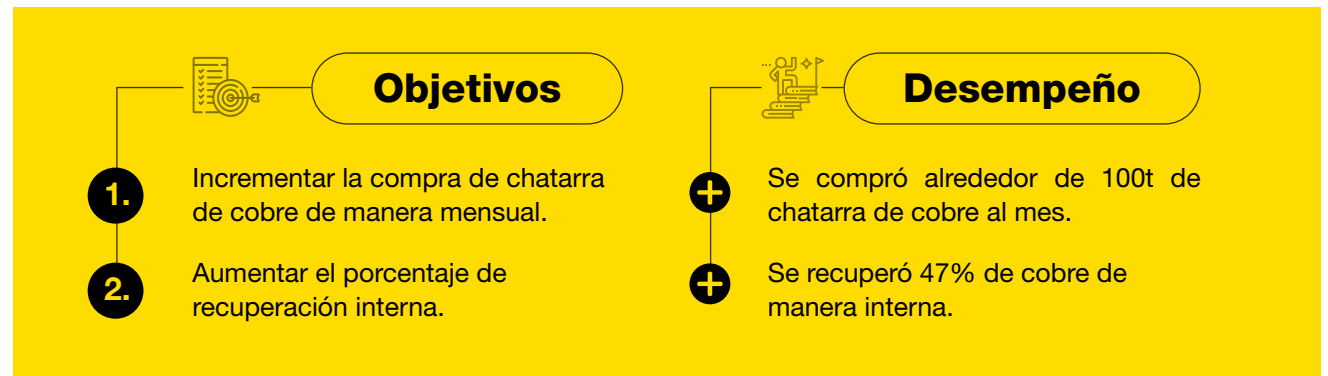 Objetivos
1.
Incrementar la compra de chatarra
de cobre de manera mensual.
2.
Aumentar el porcentaje de
recuperación interna.
Desempeño
Se compró alrededor de 100t de
chatarra de cobre al mes.
Se recuperó 47% de cobre de
manera interna.